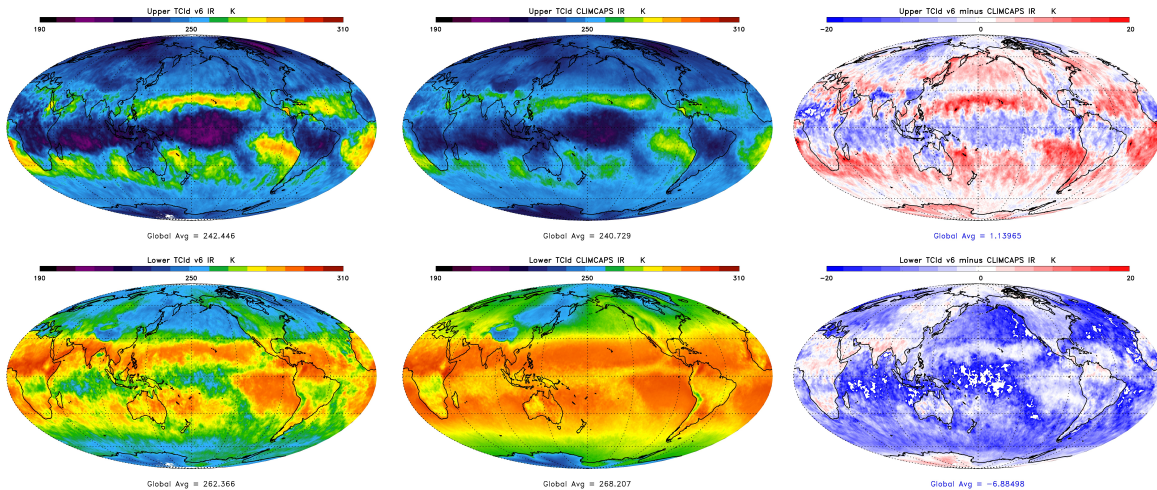 Upper TCld v6 IR K
190 250 310
Global Avg = 242.446
Upper TCld CLIMCAPS IR K
190 250 310
Global Avg = 240.729
Upper TCld v6 minus CLIMCAPS IR K
-20 0 20
Global Avg = 1.13965
Lower TCld v6 IR K
190 250 310
Global Avg = 262.366
Lower TCld CLIMCAPS IR K
190 250 310
Global Avg = 268.207
Lower TCld v6 minus CLIMCAPS IR K
-20 0 20
Global Avg = -6.88498